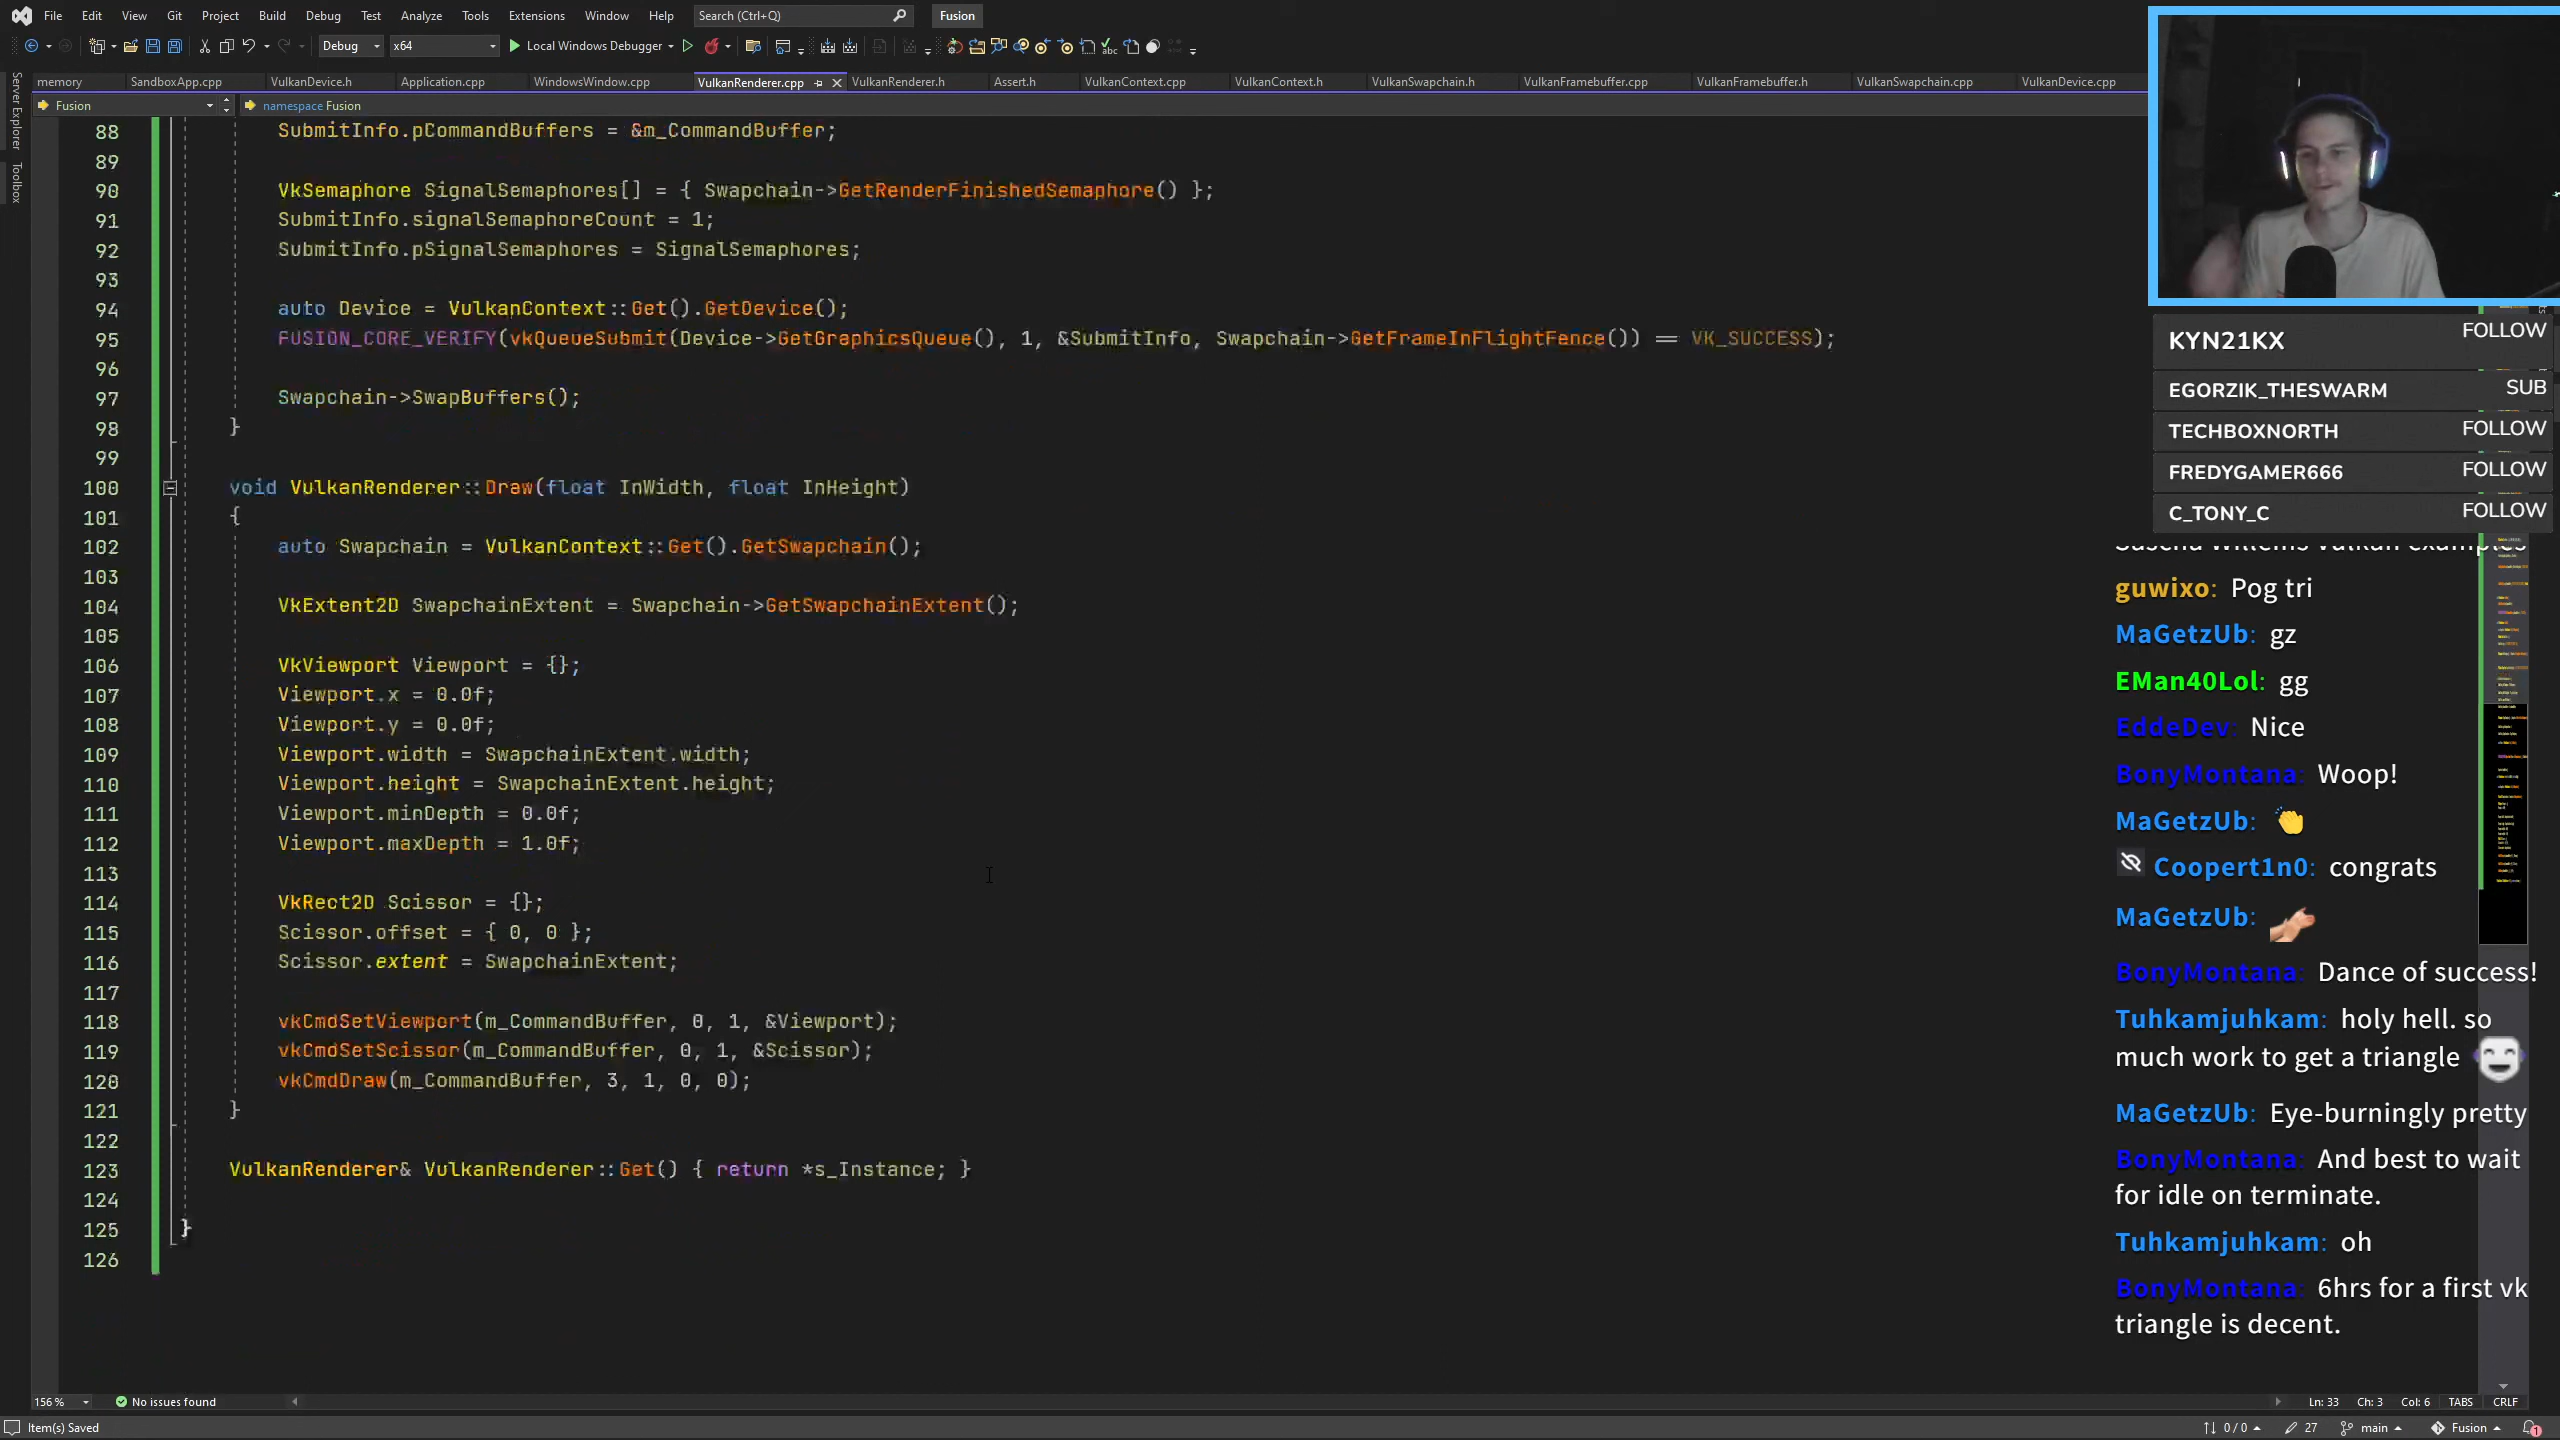 File Edit View Git Project Build Debug Test Analyze Tools Extensions Window Help Search (Ctrl+Q) Fusion
Debug x64 Local Windows Debugger
memory SandboxApp.cpp VulkanDevice.h Application.cpp WindowsWindow.cpp VulkanRenderer.cpp VulkanRenderer.h Assert.h VulkanContext.cpp VulkanContext.h VulkanSwapchain.h VulkanFramebuffer.cpp VulkanFramebuffer.h VulkanSwapchain.cpp VulkanDevice.cpp
Fusion namespace Fusion
Server Explorer
Toolbox
88 SubmitInfo.pCommandBuffers = &m_CommandBuffer;
89
90 VkSemaphore SignalSemaphores[] = { Swapchain->GetRenderFinishedSemaphore() };
91 SubmitInfo.signalSemaphoreCount = 1;
92 SubmitInfo.pSignalSemaphores = SignalSemaphores;
93
94 auto Device = VulkanContext::Get().GetDevice();
95 FUSION_CORE_VERIFY(vkQueueSubmit(Device->GetGraphicsQueue(), 1, &SubmitInfo, Swapchain->GetFrameInFlightFence()) == VK_SUCCESS);
96
97 Swapchain->SwapBuffers();
98 }
99
100 void VulkanRenderer::Draw(float InWidth, float InHeight)
101 {
102 auto Swapchain = VulkanContext::Get().GetSwapchain();
103
104 VkExtent2D SwapchainExtent = Swapchain->GetSwapchainExtent();
105
106 VkViewport Viewport = {};
107 Viewport.x = 0.0f;
108 Viewport.y = 0.0f;
109 Viewport.width = SwapchainExtent.width;
110 Viewport.height = SwapchainExtent.height;
111 Viewport.minDepth = 0.0f;
112 Viewport.maxDepth = 1.0f;
113
114 VkRect2D Scissor = {};
115 Scissor.offset = { 0, 0 };
116 Scissor.extent = SwapchainExtent;
117
118 vkCmdSetViewport(m_CommandBuffer, 0, 1, &Viewport);
119 vkCmdSetScissor(m_CommandBuffer, 0, 1, &Scissor);
120 vkCmdDraw(m_CommandBuffer, 3, 1, 0, 0);
121 }
122
123 VulkanRenderer& VulkanRenderer::Get() { return *s_Instance; }
124
125 }
126
KYN21KX FOLLOW
EGORZIK_THESWARM SUB
TECHBOXNORTH FOLLOW
FREDYGAMER666 FOLLOW
C_TONY_C FOLLOW
Sascha Willems Vulkan examples
guwixo: Pog tri
MaGetzUb: gz
EMan40Lol: gg
EddeDev: Nice
BonyMontana: Woop!
MaGetzUb: 👏
Coopert1n0: congrats
MaGetzUb:
BonyMontana: Dance of success!
Tuhkamjuhkam: holy hell. so
much work to get a triangle
MaGetzUb: Eye-burningly pretty
BonyMontana: And best to wait
for idle on terminate.
Tuhkamjuhkam: oh
BonyMontana: 6hrs for a first vk
triangle is decent.
156 % No issues found Ln: 33 Ch: 3 Col: 6 TABS CRLF
Item(s) Saved 0 / 0 27 main Fusion 1